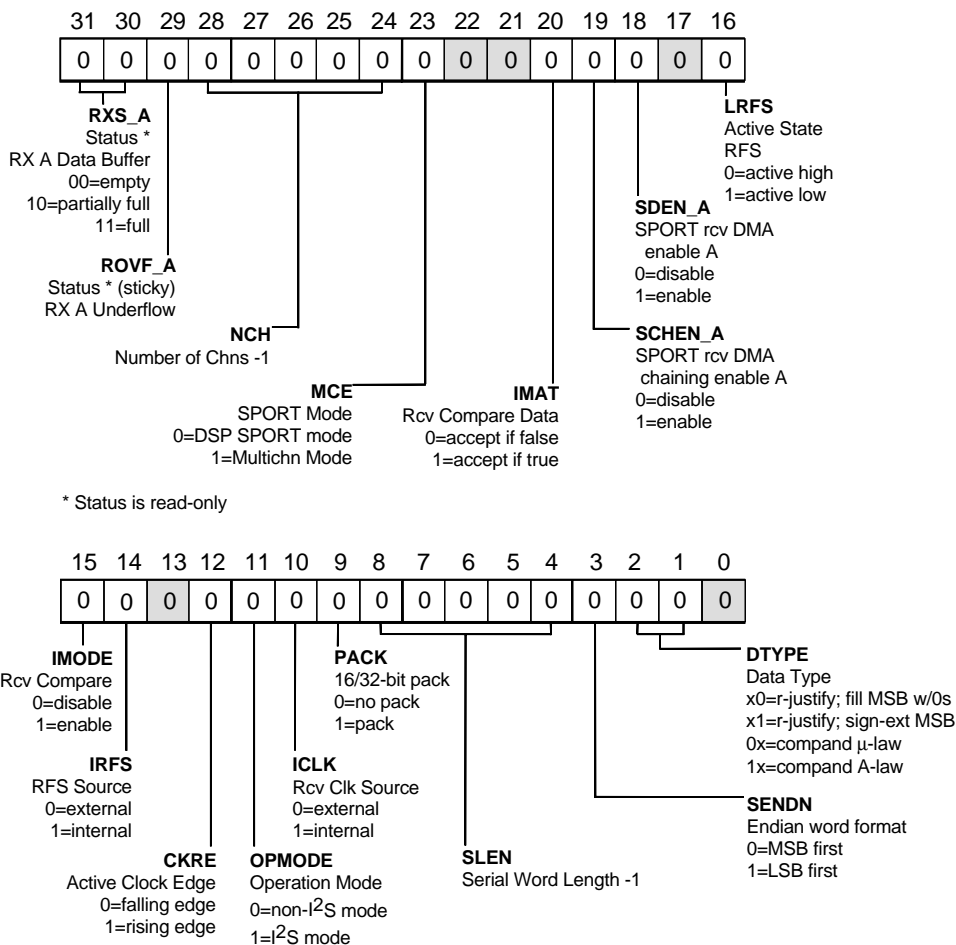 31 30 29 28 27 26 25 24 23 22 21 20 19 18 17 16
0 0 0 0 0 0 0 0 0 0 0 0 0 0 0 0
RXS_A
Status *
RX A Data Buffer
00=empty
10=partially full
11=full
ROVF_A
Status * (sticky)
RX A Underflow
NCH
Number of Chns -1
MCE
SPORT Mode
0=DSP SPORT mode
1=Multichn Mode
IMAT
Rcv Compare Data
0=accept if false
1=accept if true
LRFS
Active State
RFS
0=active high
1=active low
SDEN_A
SPORT rcv DMA
enable A
0=disable
1=enable
SCHEN_A
SPORT rcv DMA
chaining enable A
0=disable
1=enable
* Status is read-only
15 14 13 12 11 10 9 8 7 6 5 4 3 2 1 0
0 0 0 0 0 0 0 0 0 0 0 0 0 0 0 0
IMODE
Rcv Compare
0=disable
1=enable
IRFS
RFS Source
0=external
1=internal
CKRE
Active Clock Edge
0=falling edge
1=rising edge
OPMODE
Operation Mode
0=non-I2S mode
1=I2S mode
ICLK
Rcv Clk Source
0=external
1=internal
PACK
16/32-bit pack
0=no pack
1=pack
SLEN
Serial Word Length -1
DTYPE
Data Type
x0=r-justify; fill MSB w/0s
x1=r-justify; sign-ext MSB
0x=compand μ-law
1x=compand A-law
SENDN
Endian word format
0=MSB first
1=LSB first